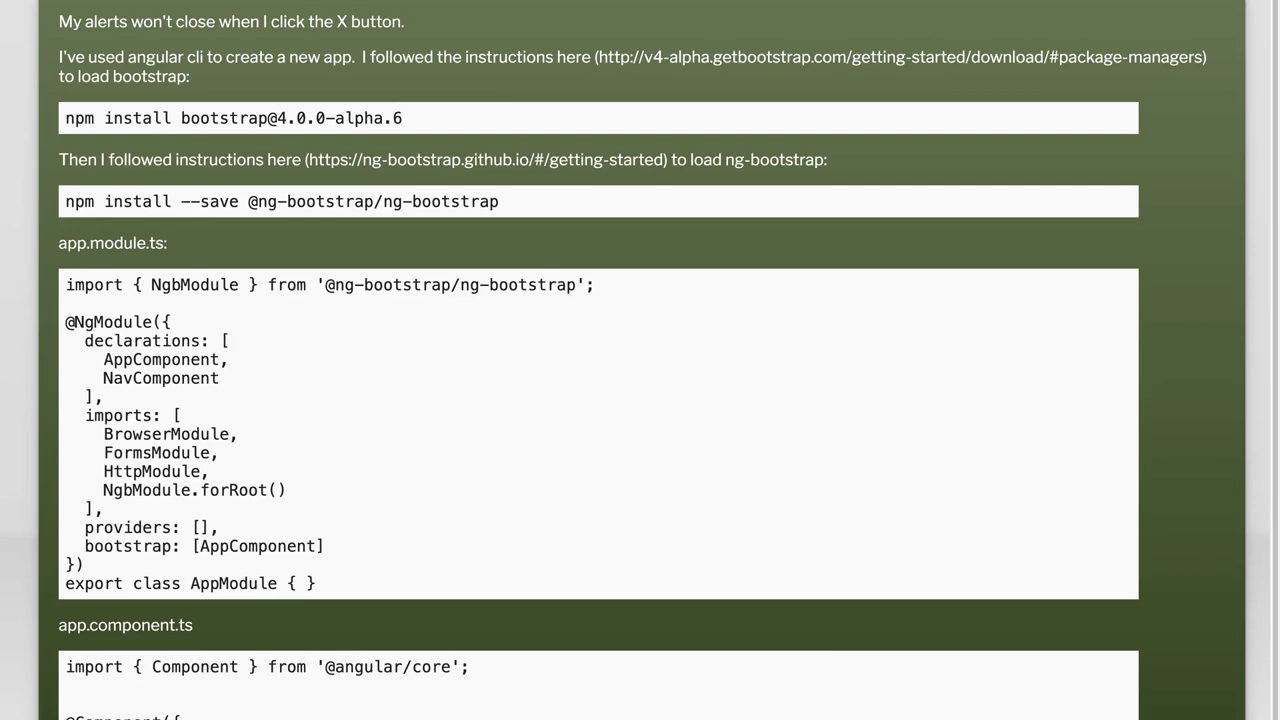 My alerts won't close when I click the X button.
I've used angular cli to create a new app.  I followed the instructions here (http://v4-alpha.getbootstrap.com/getting-started/download/#package-managers)
to load bootstrap:
npm install bootstrap@4.0.0-alpha.6
Then I followed instructions here (https://ng-bootstrap.github.io/#/getting-started) to load ng-bootstrap:
npm install --save @ng-bootstrap/ng-bootstrap
app.module.ts:
import { NgbModule } from '@ng-bootstrap/ng-bootstrap';
@NgModule({
  declarations: [
    AppComponent,
    NavComponent
  ],
  imports: [
    BrowserModule,
    FormsModule,
    HttpModule,
    NgbModule.forRoot()
  ],
  providers: [],
  bootstrap: [AppComponent]
})
export class AppModule { }
app.component.ts
import { Component } from '@angular/core';
@Component({